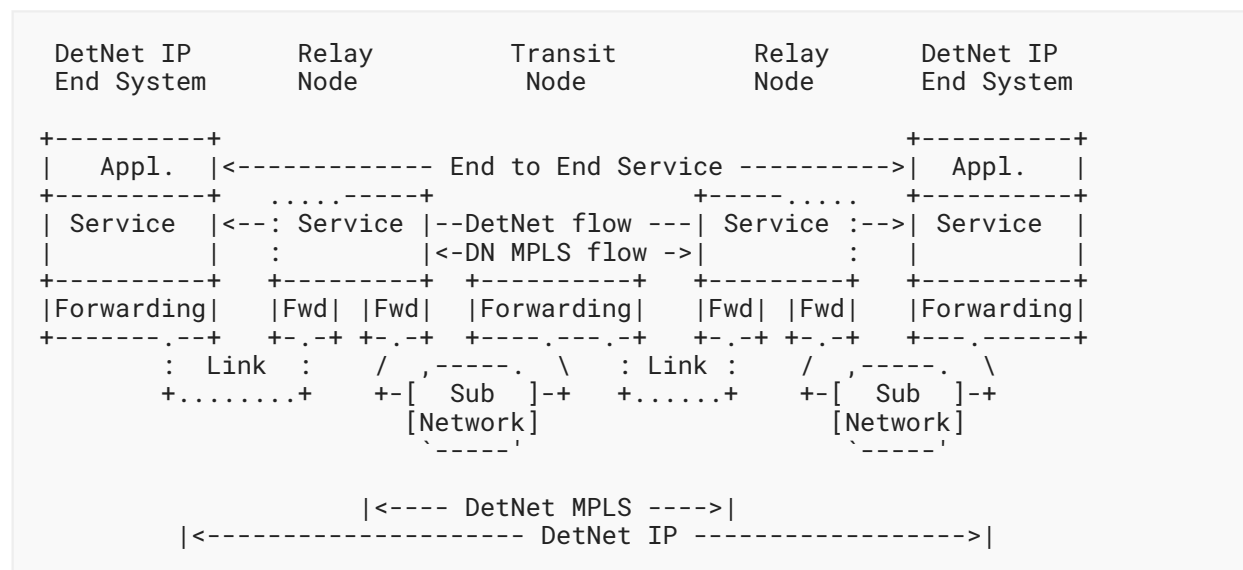 DetNet IP       Relay            Transit          Relay        DetNet IP
End System      Node              Node            Node         End System

+----------+                                              +----------+
|   Appl.  |<------------- End to End Service ----------->|  Appl.   |
+----------+   .....-----+                 +-----.....    +----------+
| Service  |<--: Service |--DetNet flow ---| Service :-->| Service  |
|          |   :         |<-DN MPLS flow ->|         :   |          |
+----------+   +---------+  +----------+   +---------+    +----------+
|Forwarding|   |Fwd| |Fwd|  |Forwarding|   |Fwd| |Fwd|    |Forwarding|
+-------.--+   +-.-+ +-.-+  +----.---.-+   +-.-+ +-.-+    +---.------+
        :  Link  :    /  ,-----.  \   : Link :    /  ,-----.  \
        +........+    +-[  Sub  ]-+   +......+    +-[  Sub  ]-+
                        [Network]                   [Network]
                         `-----'                     `-----'

                     |<---- DetNet MPLS ---->|
         |<--------------------- DetNet IP ------------------>|